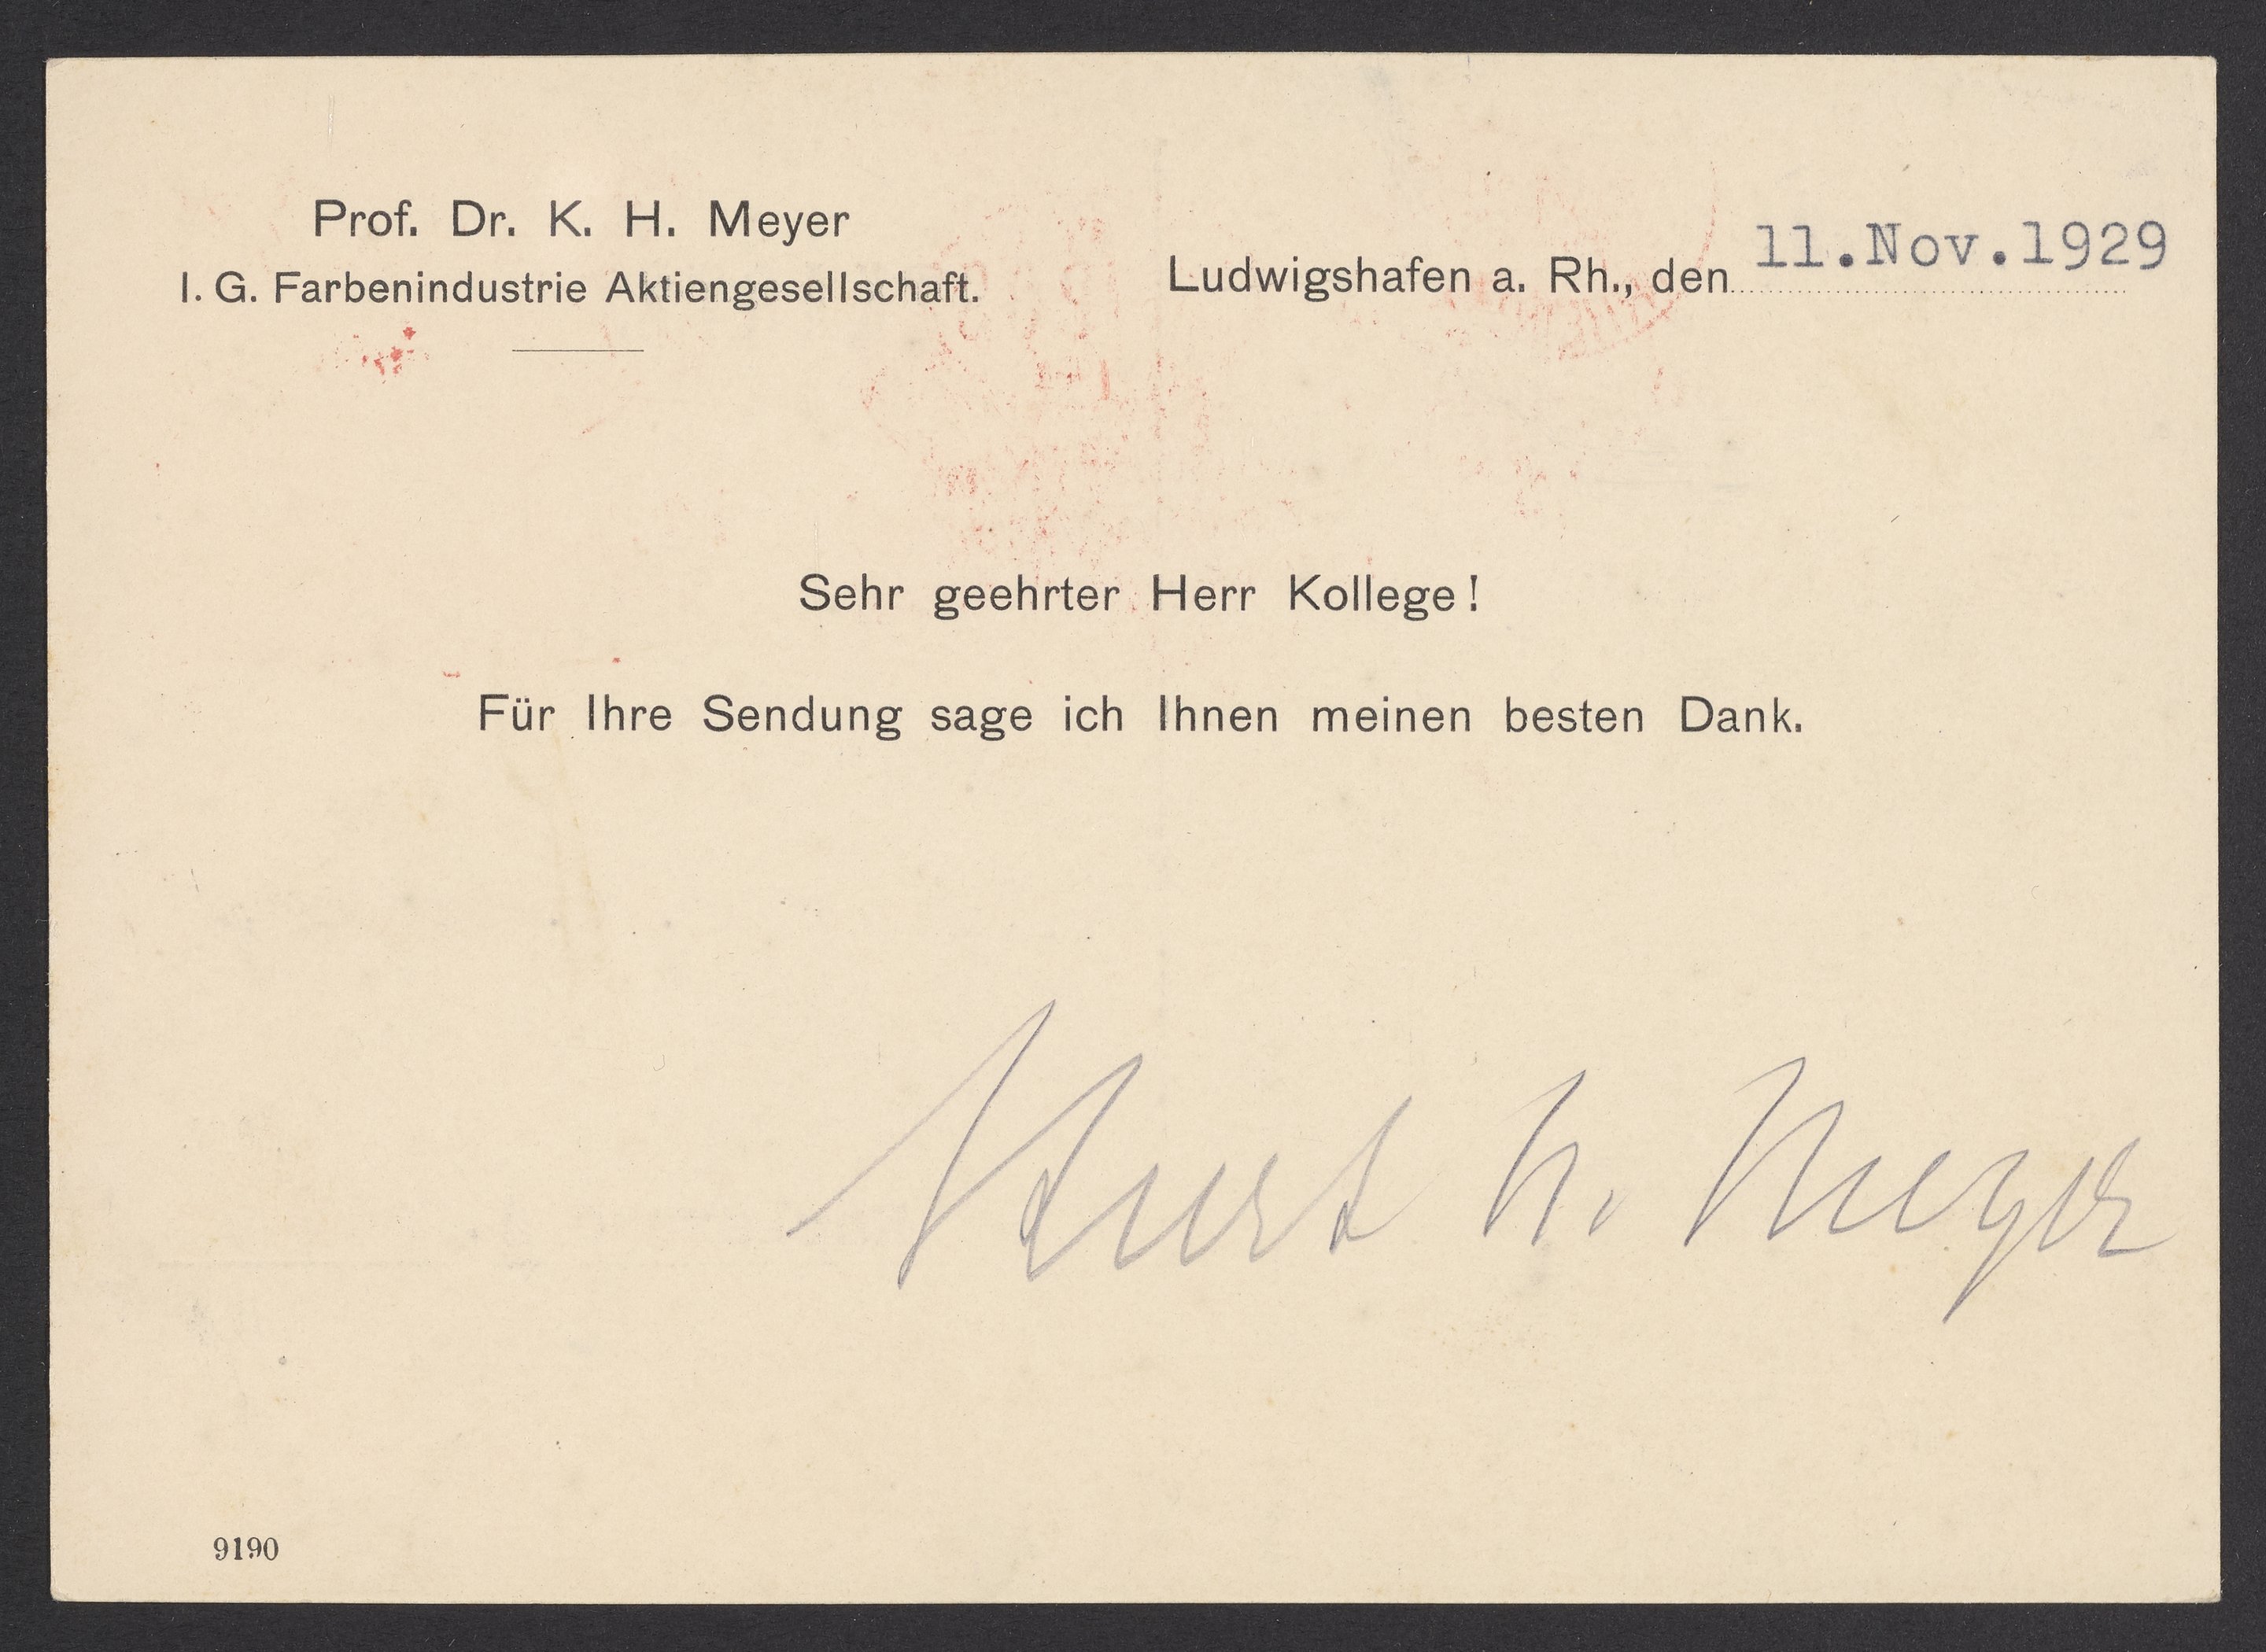 Prof. Dr. K. H. Meyer
I. G. Farbenindustrie Aktiengesellschaft.
Ludwigshafen a. Rh., den 11.Nov.1929
Sehr geehrter Herr Kollege!
Für Ihre Sendung sage ich Ihnen meinen besten Dank.
Kurt H. Meyer
9190